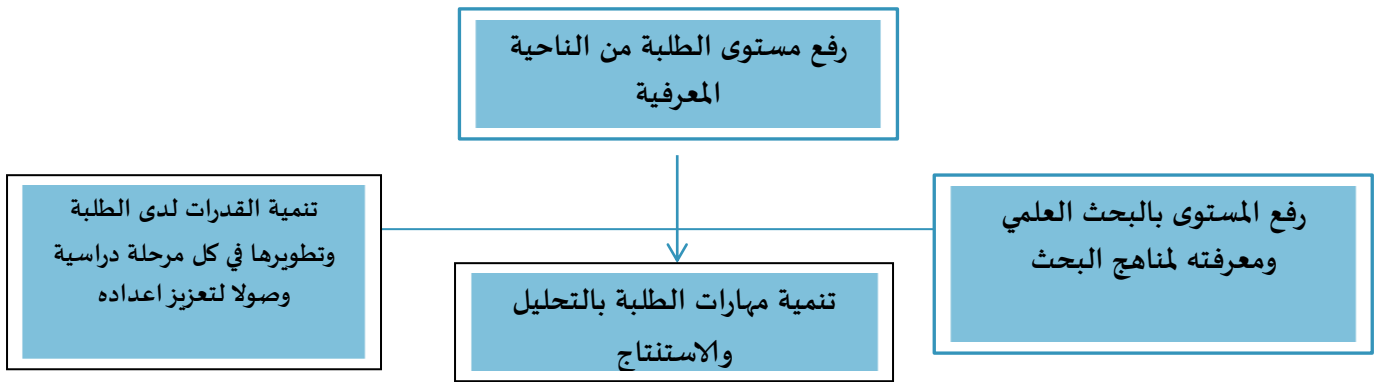 رفع مستوى الطلبة من الناحية
المعرفية
رفع المستوى بالبحث العلمي
ومعرفته لمناهج البحث
تنمية مهارات الطلبة بالتحليل
والاستنتاج
تنمية القدرات لدى الطلبة
وتطويرها في كل مرحلة دراسية
وصولا لتعزيز اعداده